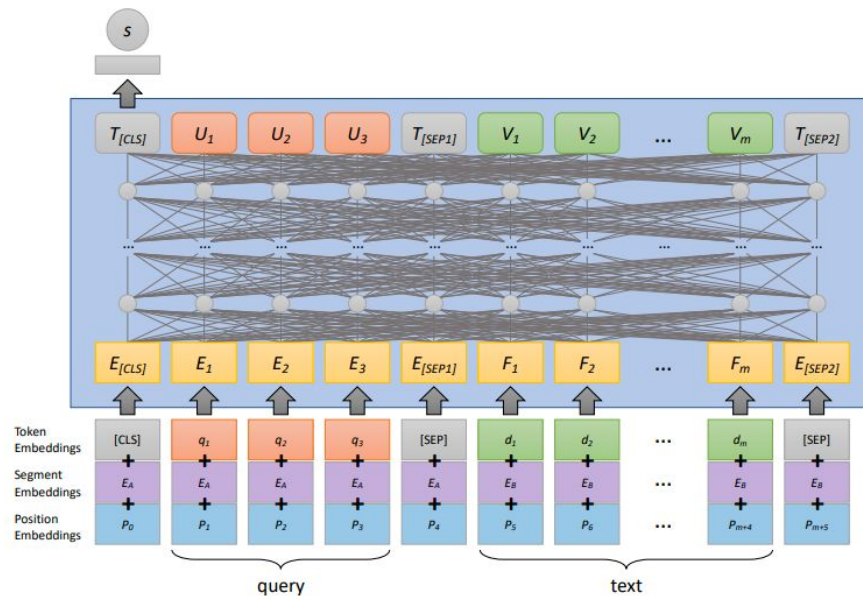 s
T[CLS] U1 U2 U3 T[SEP1] V1 V2 ... Vm T[SEP2]
... ... ... ... ... ... ... ... ...
E[CLS] E1 E2 E3 E[SEP1] F1 F2 ... Fm E[SEP2]
Token Embeddings [CLS] q1 q2 q3 [SEP] d1 d2 ... dm [SEP]
+ + + + + + + + +
Segment Embeddings EA EA EA EA EA EB EB ... EB EB
+ + + + + + + + +
Position Embeddings P0 P1 P2 P3 P4 P5 P6 ... Pm+4 Pm+5
query text